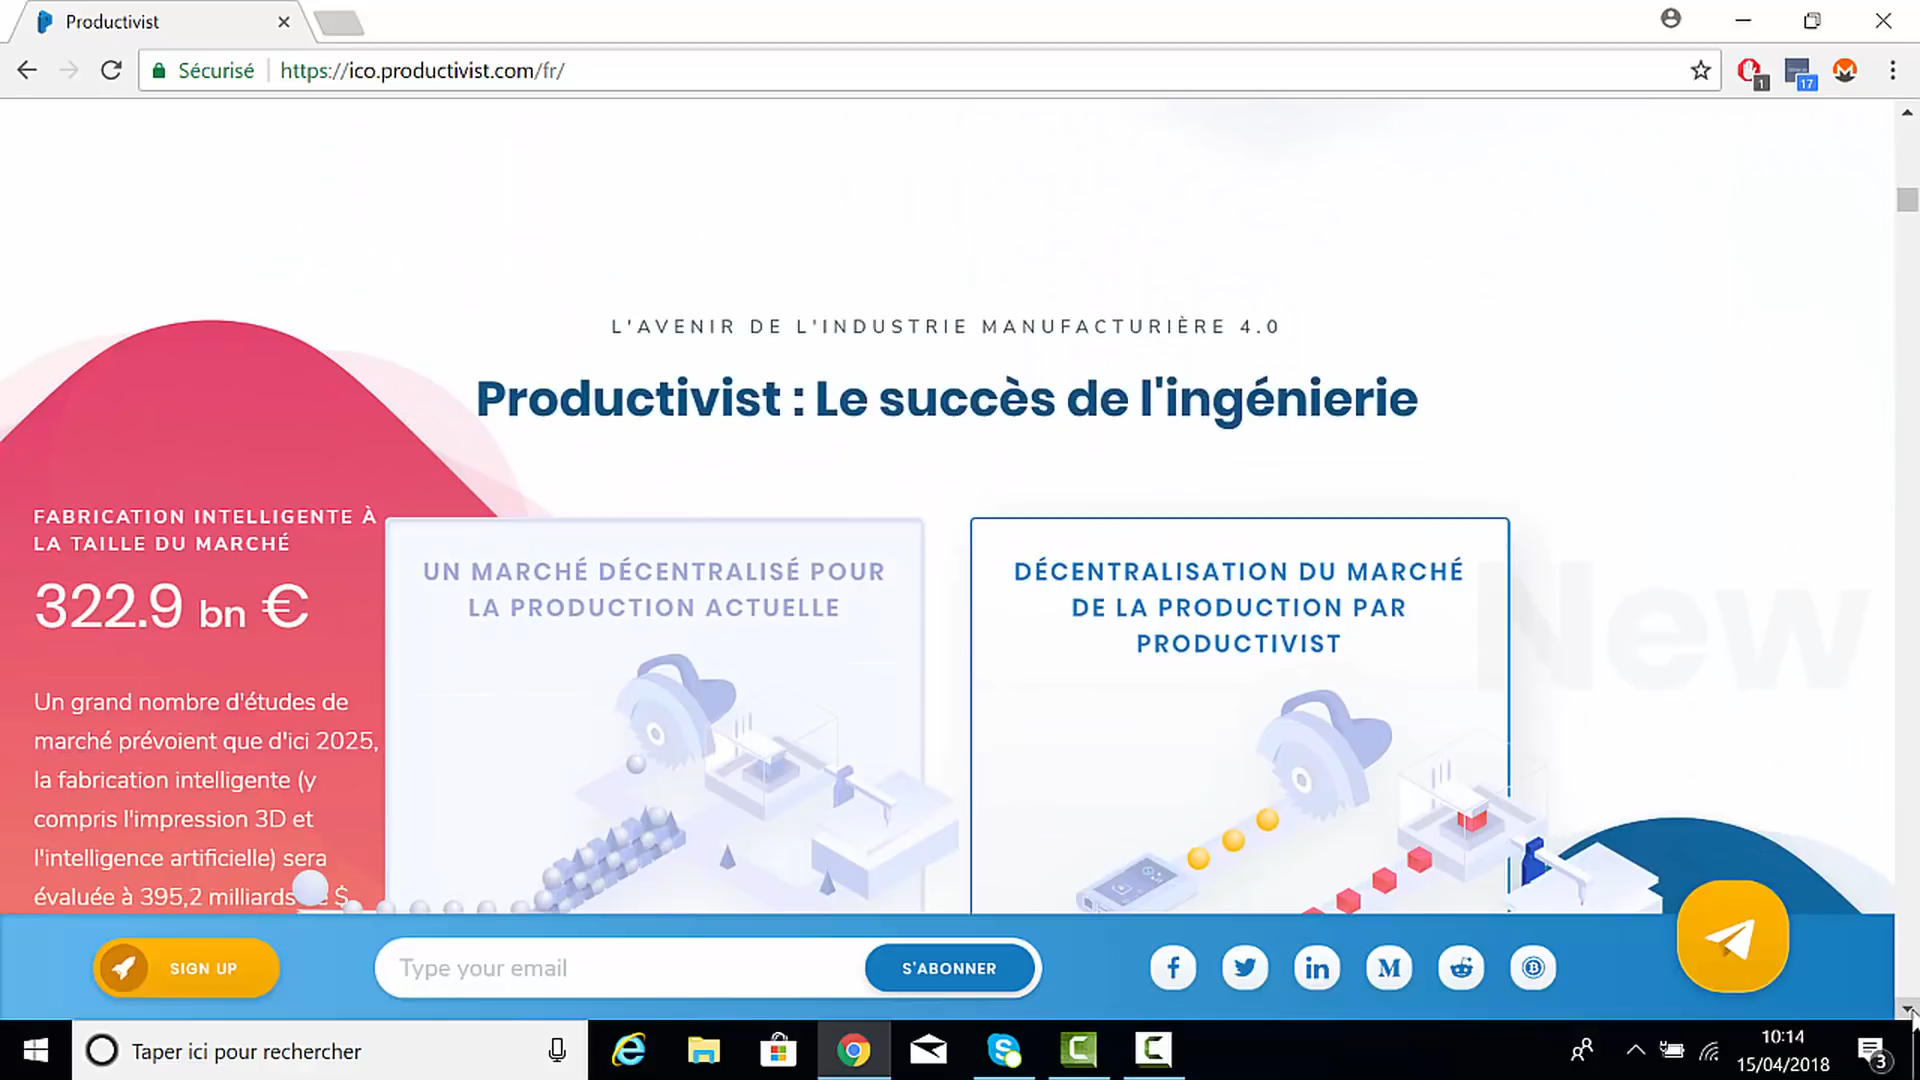 Productivist
Sécurisé
https://ico.productivist.com/fr/
1
17
L'AVENIR DE L'INDUSTRIE MANUFACTURIÈRE 4.0
Productivist : Le succès de l'ingénierie
FABRICATION INTELLIGENTE À
LA TAILLE DU MARCHÉ
322.9 bn €
Un grand nombre d'études de
marché prévoient que d'ici 2025,
la fabrication intelligente (y
compris l'impression 3D et
l'intelligence artificielle) sera
évaluée à 395,2 milliards $
UN MARCHÉ DÉCENTRALISÉ POUR
LA PRODUCTION ACTUELLE
DÉCENTRALISATION DU MARCHÉ
DE LA PRODUCTION PAR
PRODUCTIVIST
New
SIGN UP
Type your email
S'ABONNER
Taper ici pour rechercher
10:14
15/04/2018
3